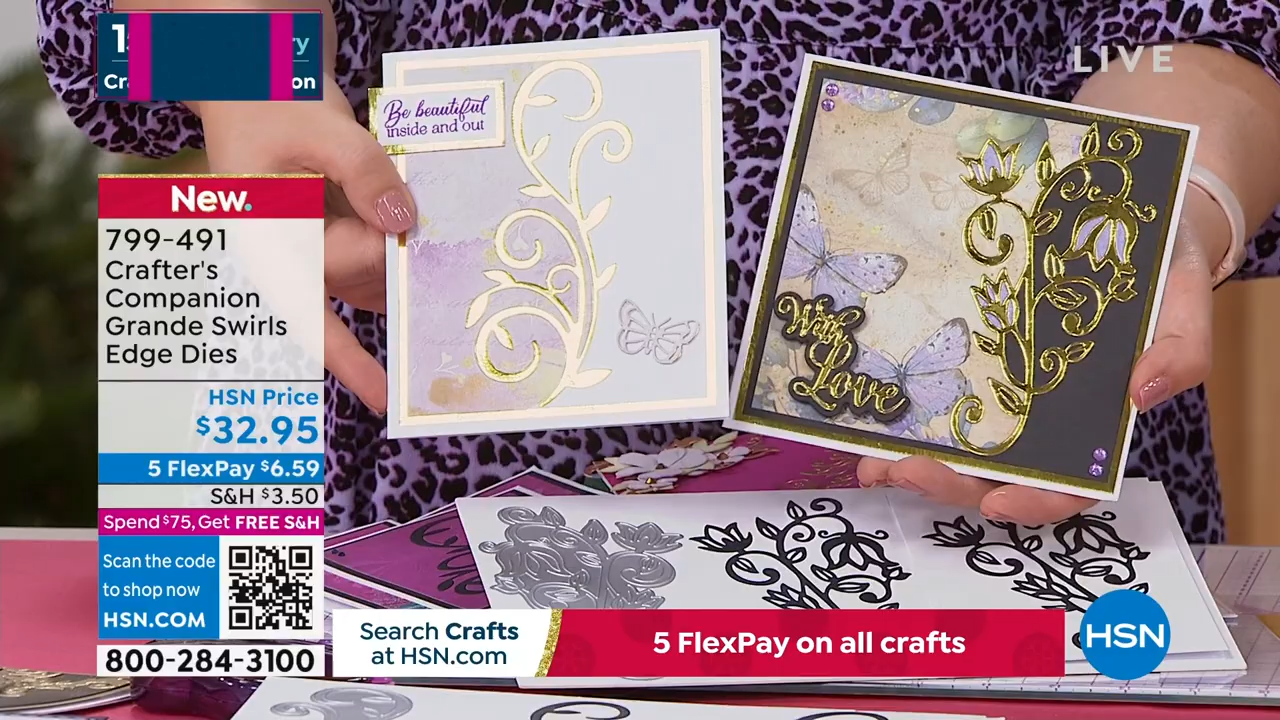 LIVE
New.
799-491
Crafter's
Companion
Grande Swirls
Edge Dies
HSN Price
$32.95
5 FlexPay $6.59
S&H $3.50
Spend $75, Get FREE S&H
Scan the code
to shop now
HSN.COM
800-284-3100
Be beautiful
inside and out
With
Love
Search Crafts
at HSN.com
5 FlexPay on all crafts
HSN